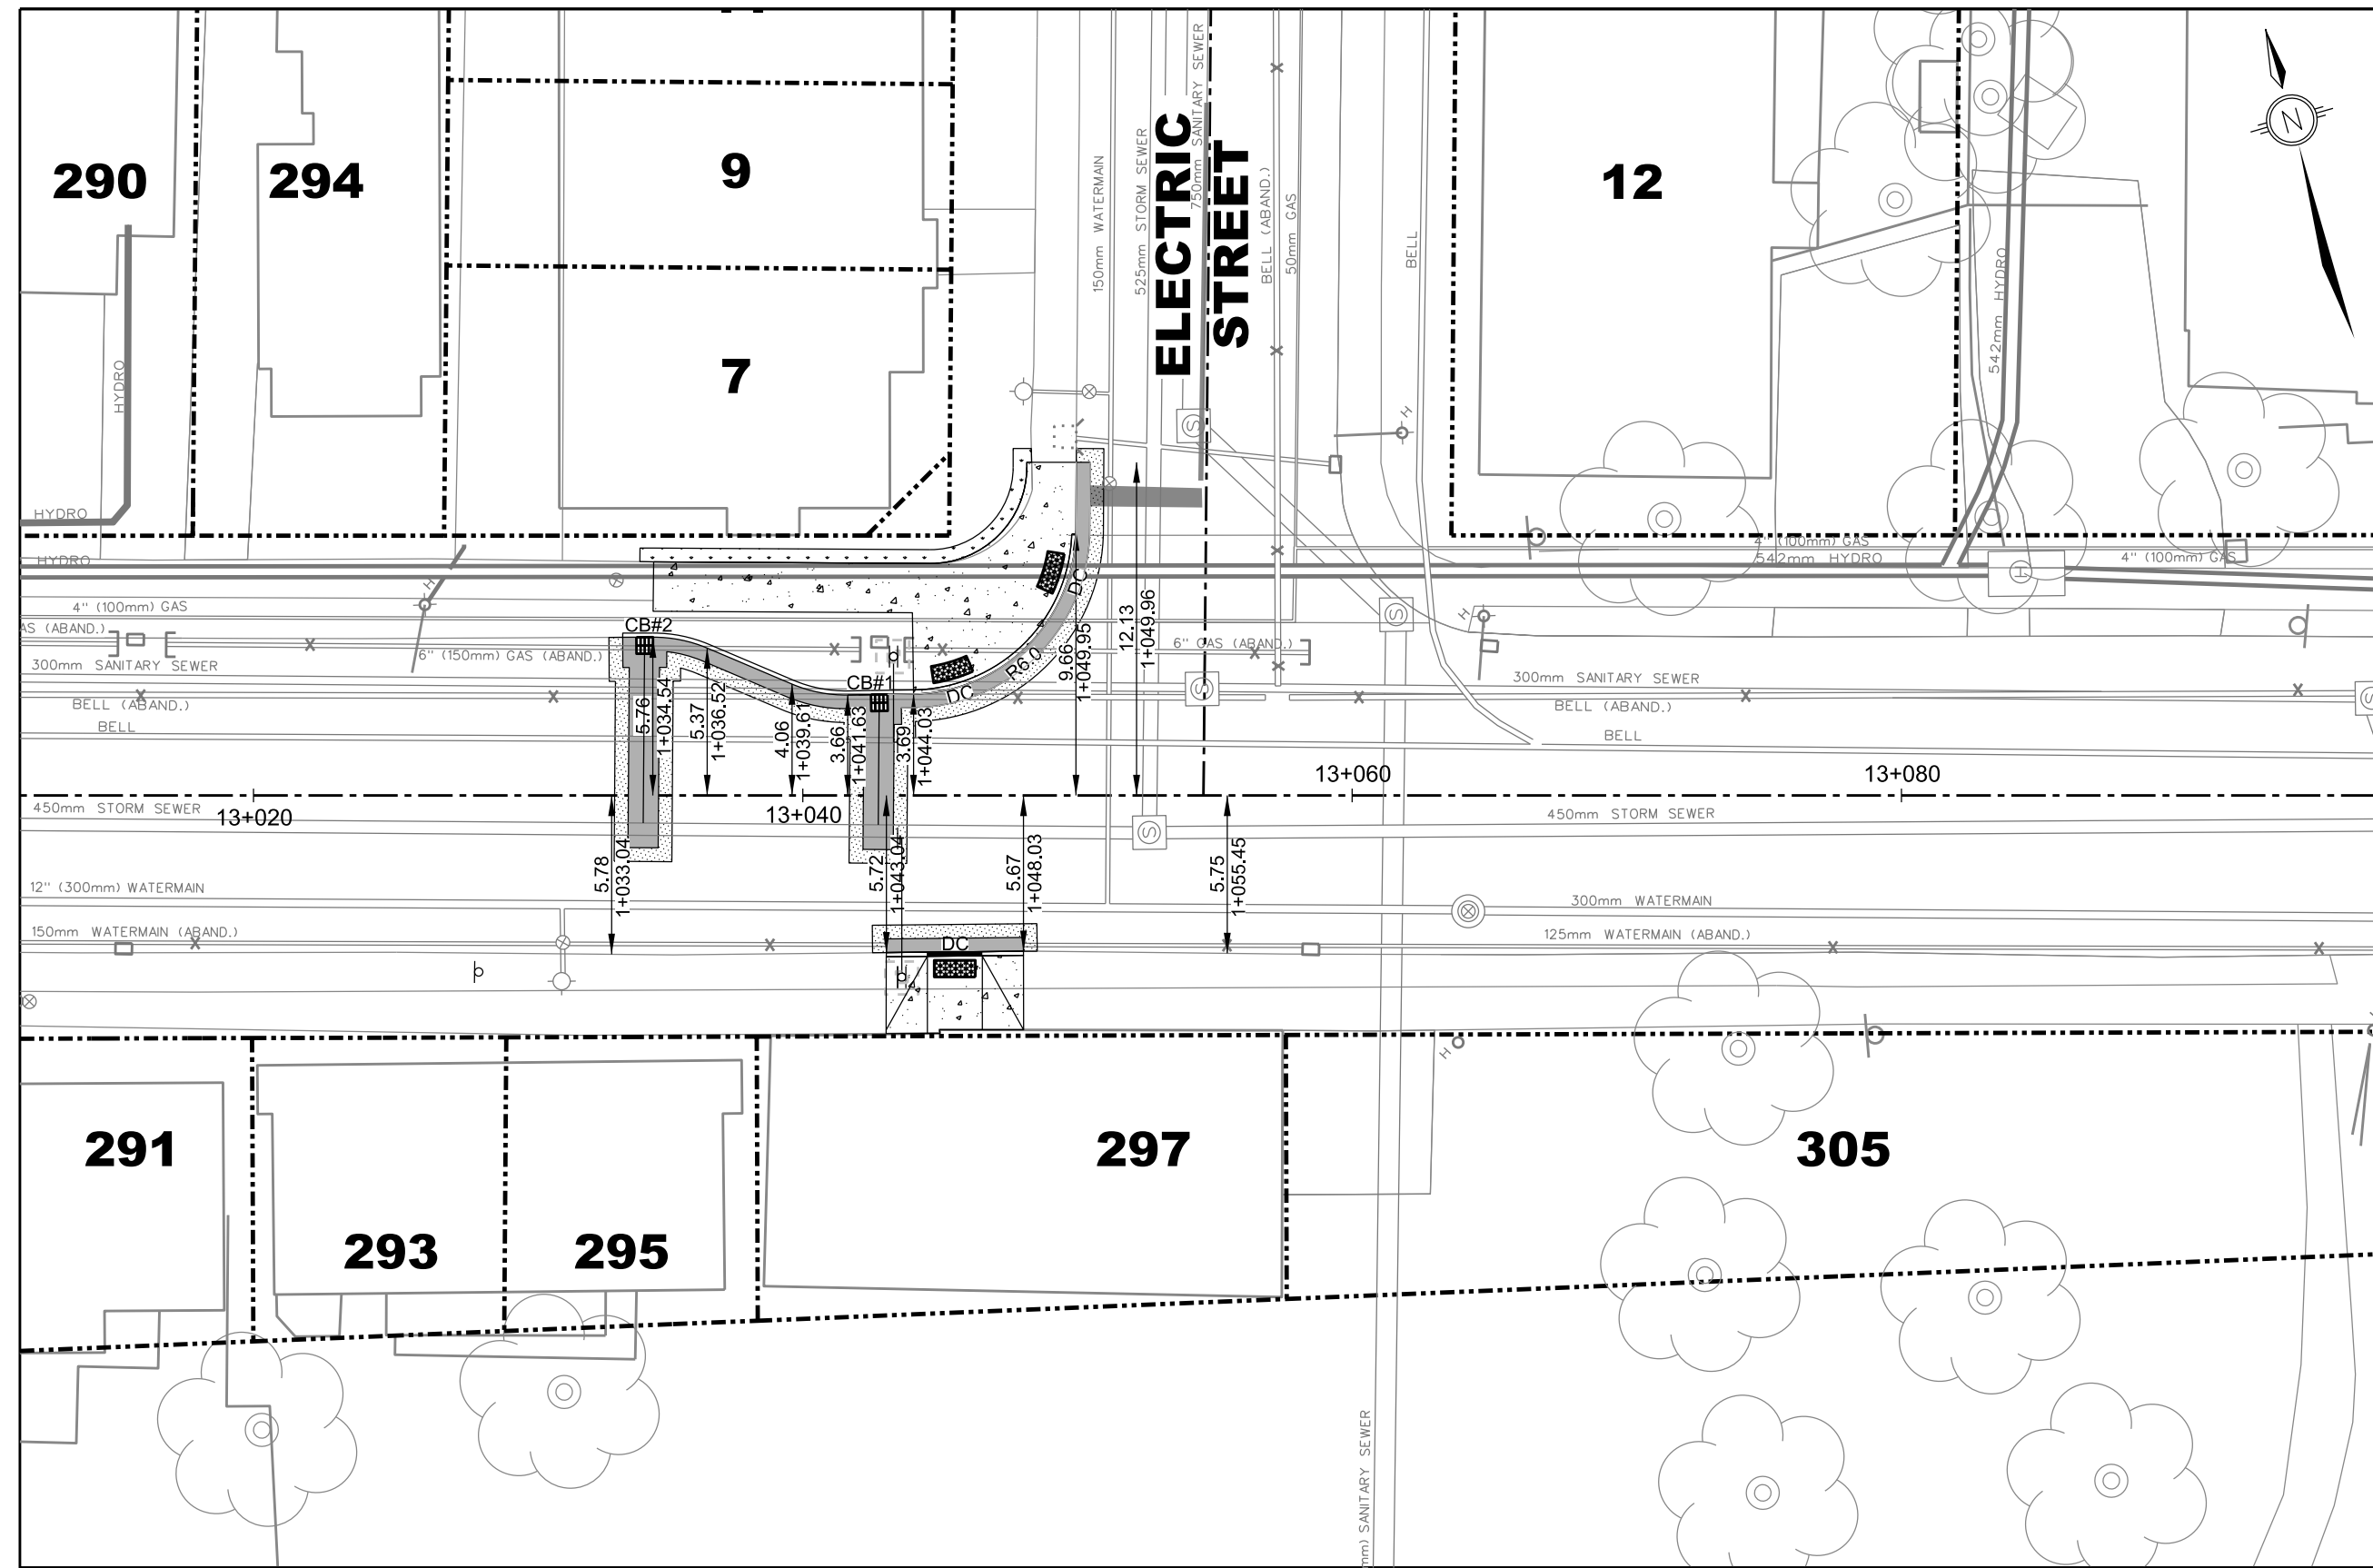 290
294
9
7
12
ELECTRIC
STREET
150mm WATERMAIN
525mm STORM SEWER
750mm SANITARY SEWER
BELL (ABAND.)
50mm GAS
BELL
542mm HYDRO
N
HYDRO
HYDRO
HYDRO
H
H
H
4" (100mm) GAS
542mm HYDRO
4" (100mm) GAS
4" (100mm) GAS
AS (ABAND.)
CB#2
6" (150mm) GAS (ABAND.)
6" GAS (ABAND.)
300mm SANITARY SEWER
300mm SANITARY SEWER
CB#1
DC
R6.0
DC
BELL (ABAND.)
BELL (ABAND.)
BELL
BELL
5.76
1+034.54
5.37
1+036.52
4.06
1+039.61
3.66
1+041.63
3.69
1+044.03
9.66
1+049.95
12.13
1+049.96
13+020
13+040
13+060
13+080
450mm STORM SEWER
450mm STORM SEWER
5.78
1+033.04
5.72
1+043.04
5.67
1+048.03
5.75
1+055.45
12" (300mm) WATERMAIN
300mm WATERMAIN
150mm WATERMAIN (ABAND.)
125mm WATERMAIN (ABAND.)
DC
H
291
293
295
297
305
mm) SANITARY SEWER